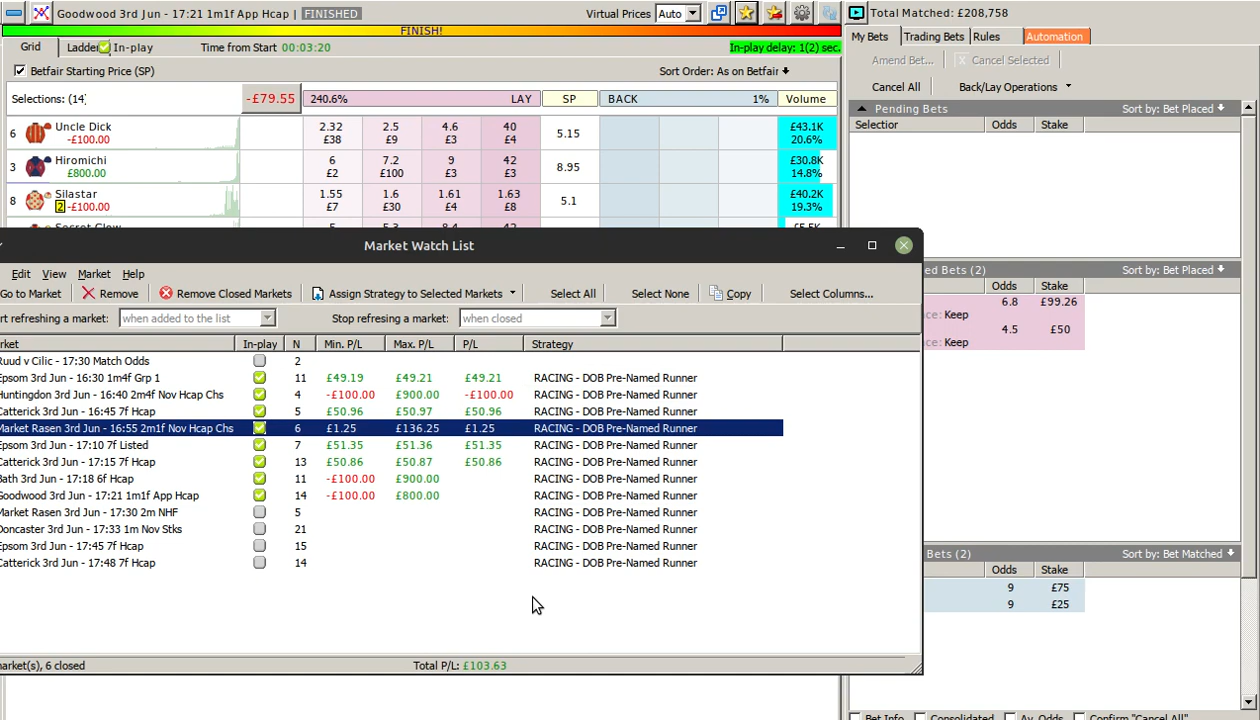 Goodwood 3rd Jun - 17:21 1m1f App Hcap | FINISHED Virtual Prices Auto Total Matched: £208,758
FINISH!
Grid Ladder In-play Time from Start 00:03:20 In-play delay: 1(2) sec. My Bets Trading Bets Rules Automation
Betfair Starting Price (SP) Sort Order: As on Betfair Amend Bet... Cancel Selected
Cancel All Back/Lay Operations
Selections: (14) -£79.55 240.6% LAY SP BACK 1% Volume
Pending Bets Sort by: Bet Placed
Selectior Odds Stake
6 Uncle Dick 2.32 2.5 4.6 40 5.15 £43.1K
-£100.00 £38 £9 £3 £4 20.6%
3 Hiromichi 6 7.2 9 42 8.95 £30.8K
£800.00 £2 £100 £3 £3 14.8%
8 Silastar 1.55 1.6 1.61 1.63 5.1 £40.2K
2 -£100.00 £7 £30 £4 £8 19.3%
Secret Glow 5 5.3 8.4 42 £5.5K
Market Watch List
Edit View Market Help
Go to Market Remove Remove Closed Markets Assign Strategy to Selected Markets Select All Select None Copy Select Columns...
rt refreshing a market: when added to the list Stop refresing a market: when closed
rket In-play N Min. P/L Max. P/L P/L Strategy
Ruud v Cilic - 17:30 Match Odds 2
Epsom 3rd Jun - 16:30 1m4f Grp 1 11 £49.19 £49.21 £49.21 RACING - DOB Pre-Named Runner
Huntingdon 3rd Jun - 16:40 2m4f Nov Hcap Chs 4 -£100.00 £900.00 -£100.00 RACING - DOB Pre-Named Runner
Catterick 3rd Jun - 16:45 7f Hcap 5 £50.96 £50.97 £50.96 RACING - DOB Pre-Named Runner
Market Rasen 3rd Jun - 16:55 2m1f Nov Hcap Chs 6 £1.25 £136.25 £1.25 RACING - DOB Pre-Named Runner
Epsom 3rd Jun - 17:10 7f Listed 7 £51.35 £51.36 £51.35 RACING - DOB Pre-Named Runner
Catterick 3rd Jun - 17:15 7f Hcap 13 £50.86 £50.87 £50.86 RACING - DOB Pre-Named Runner
Bath 3rd Jun - 17:18 6f Hcap 11 -£100.00 £900.00 RACING - DOB Pre-Named Runner
Goodwood 3rd Jun - 17:21 1m1f App Hcap 14 -£100.00 £800.00 RACING - DOB Pre-Named Runner
Market Rasen 3rd Jun - 17:30 2m NHF 5 RACING - DOB Pre-Named Runner
Doncaster 3rd Jun - 17:33 1m Nov Stks 21 RACING - DOB Pre-Named Runner
Epsom 3rd Jun - 17:45 7f Hcap 15 RACING - DOB Pre-Named Runner
Catterick 3rd Jun - 17:48 7f Hcap 14 RACING - DOB Pre-Named Runner
market(s), 6 closed Total P/L: £103.63
ed Bets (2) Sort by: Bet Placed
Odds Stake
6.8 £99.26
nce: Keep
4.5 £50
nce: Keep
Bets (2) Sort by: Bet Matched
Odds Stake
9 £75
9 £25
Bet Info Consolidated Av. Odds Confirm "Cancel All"